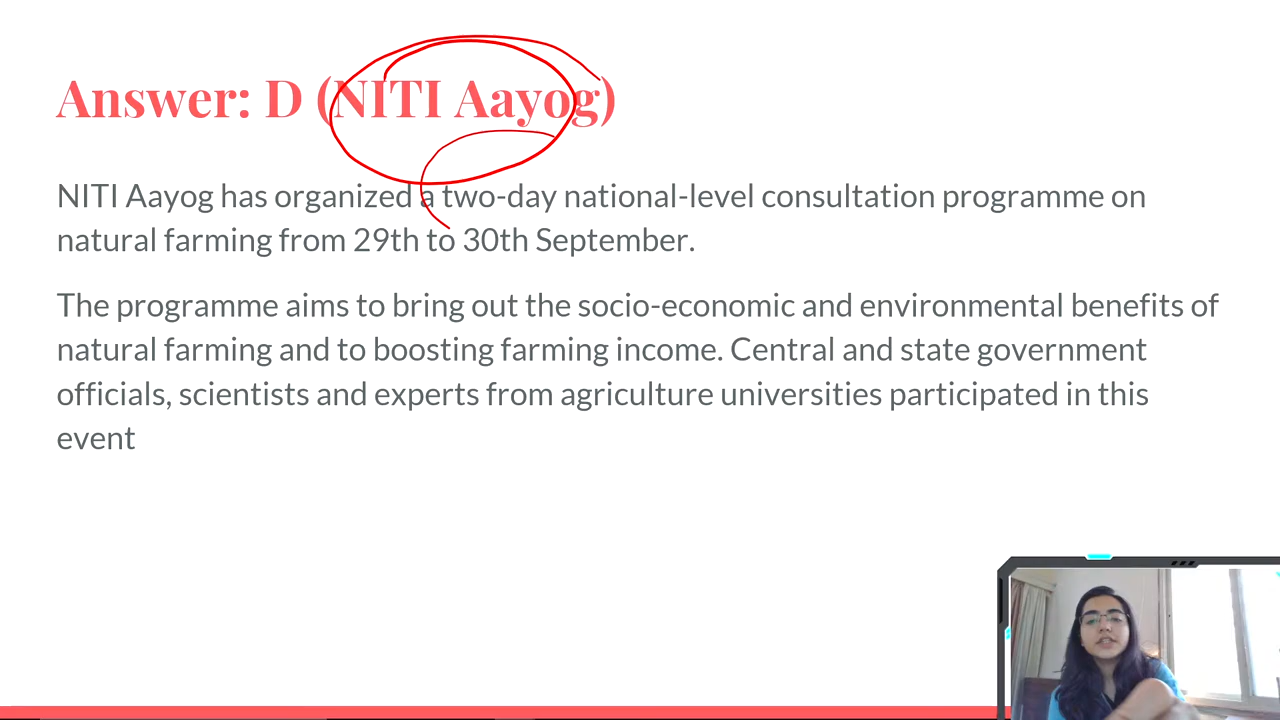 Answer: D (NITI Aayog)
NITI Aayog has organized a two-day national-level consultation programme on
natural farming from 29th to 30th September.
The programme aims to bring out the socio-economic and environmental benefits of
natural farming and to boosting farming income. Central and state government
officials, scientists and experts from agriculture universities participated in this
event